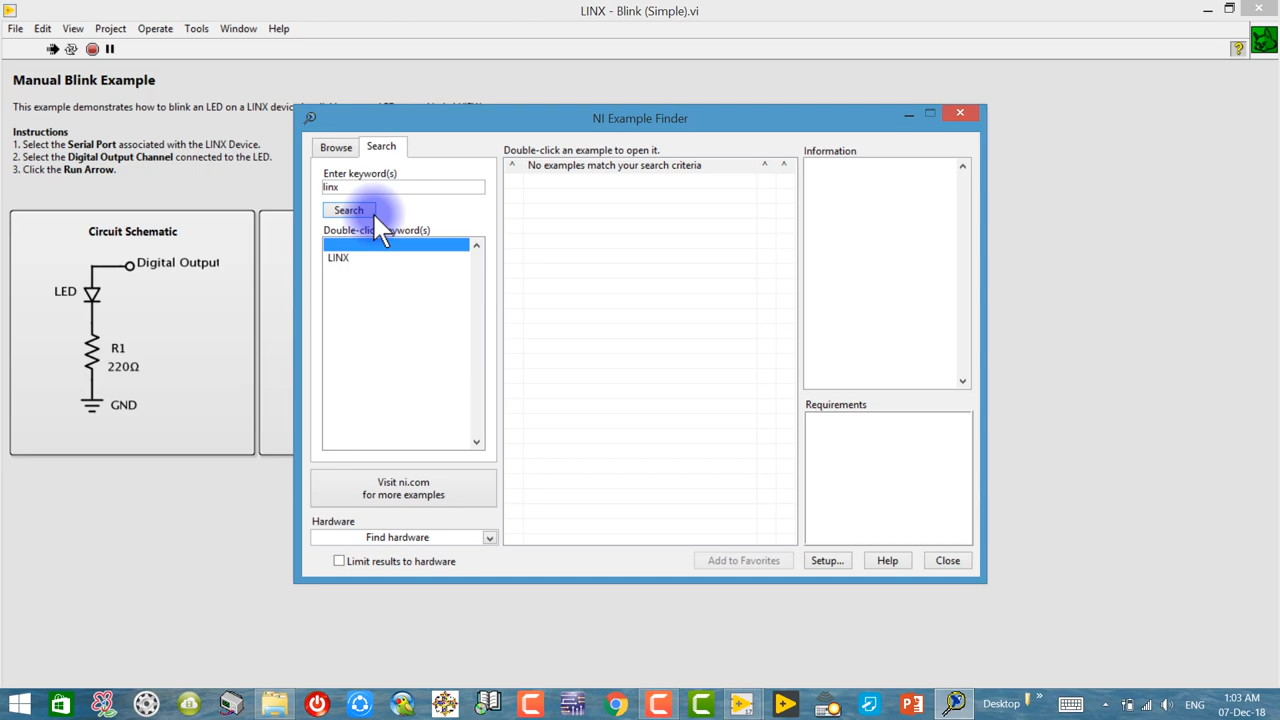 LINX - Blink (Simple).vi
File Edit View Project Operate Tools Window Help
Manual Blink Example
This example demonstrates how to blink an LED on a LINX devic
Instructions
1. Select the Serial Port associated with the LINX Device.
2. Select the Digital Output Channel connected to the LED.
3. Click the Run Arrow.
Circuit Schematic
Digital Output
LED
R1
220Ω
GND
NI Example Finder
Browse Search
Enter keyword(s)
linx
Search
Double-clic yword(s)
LINX
Visit ni.com
for more examples
Hardware
Find hardware
Limit results to hardware
Double-click an example to open it.
No examples match your search criteria
Information
Requirements
Add to Favorites Setup... Help Close
Desktop
ENG
1:03 AM
07-Dec-18